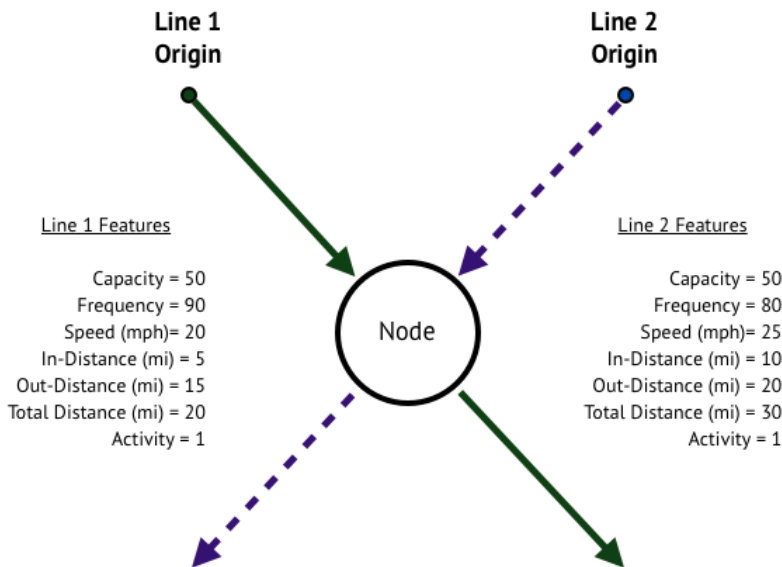 Line 1
Origin
Line 2
Origin
Line 1 Features
Capacity = 50
Frequency = 90
Speed (mph)= 20
In-Distance (mi) = 5
Out-Distance (mi) = 15
Total Distance (mi) = 20
Activity = 1
Node
Line 2 Features
Capacity = 50
Frequency = 80
Speed (mph)= 25
In-Distance (mi) = 10
Out-Distance (mi) = 20
Total Distance (mi) = 30
Activity = 1